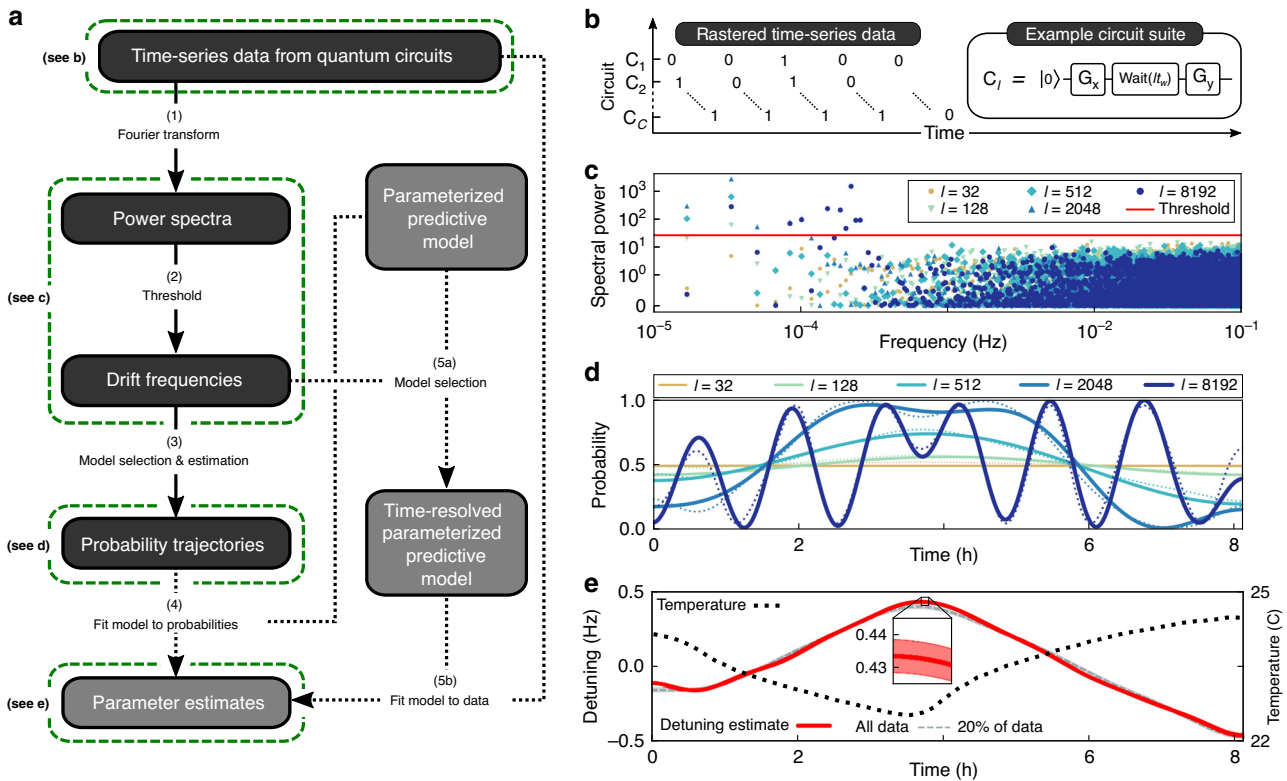 a
(see b)
Time-series data from quantum circuits
(1)
Fourier transform
(see c)
Power spectra
(2)
Threshold
Drift frequencies
(3)
Model selection & estimation
(see d)
Probability trajectories
(4)
Fit model to probabilities
(see e)
Parameter estimates
Parameterized
predictive
model
(5a)
Model selection
Time-resolved
parameterized
predictive
model
(5b)
Fit model to data
b
Rastered time-series data
Circuit
C1 0 0 1 0 0
C2 1 0 1 0
CC 1 1 1 1 0
Time
Example circuit suite
Cl = |0⟩ Gx Wait(ltw) Gy
c
Spectral power
10³
10²
10¹
10⁰
0
l = 32 l = 512 l = 8192
l = 128 l = 2048 Threshold
10⁻⁵ 10⁻⁴ 10⁻² 10⁻¹
Frequency (Hz)
d
l = 32 l = 128 l = 512 l = 2048 l = 8192
Probability
1.0
0.5
0.0
0 2 4 6 8
Time (h)
e
Detuning (Hz)
0.5
0.0
−0.5
Temperature
0.44
0.43
Detuning estimate All data 20% of data
25
22
Temperature (C)
0 2 4 6 8
Time (h)